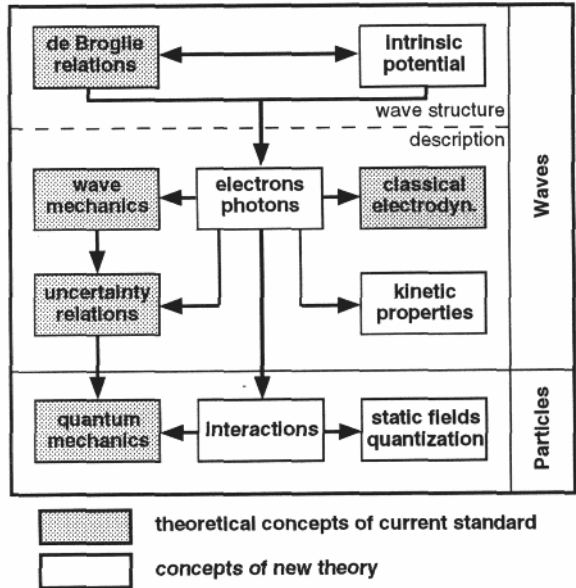 de Broglie
relations
intrinsic
potential
wave structure
description
wave
mechanics
electrons
photons
classical
electrodyn.
uncertainty
relations
kinetic
properties
Waves
quantum
mechanics
interactions
static fields
quantization
Particles
theoretical concepts of current standard
concepts of new theory